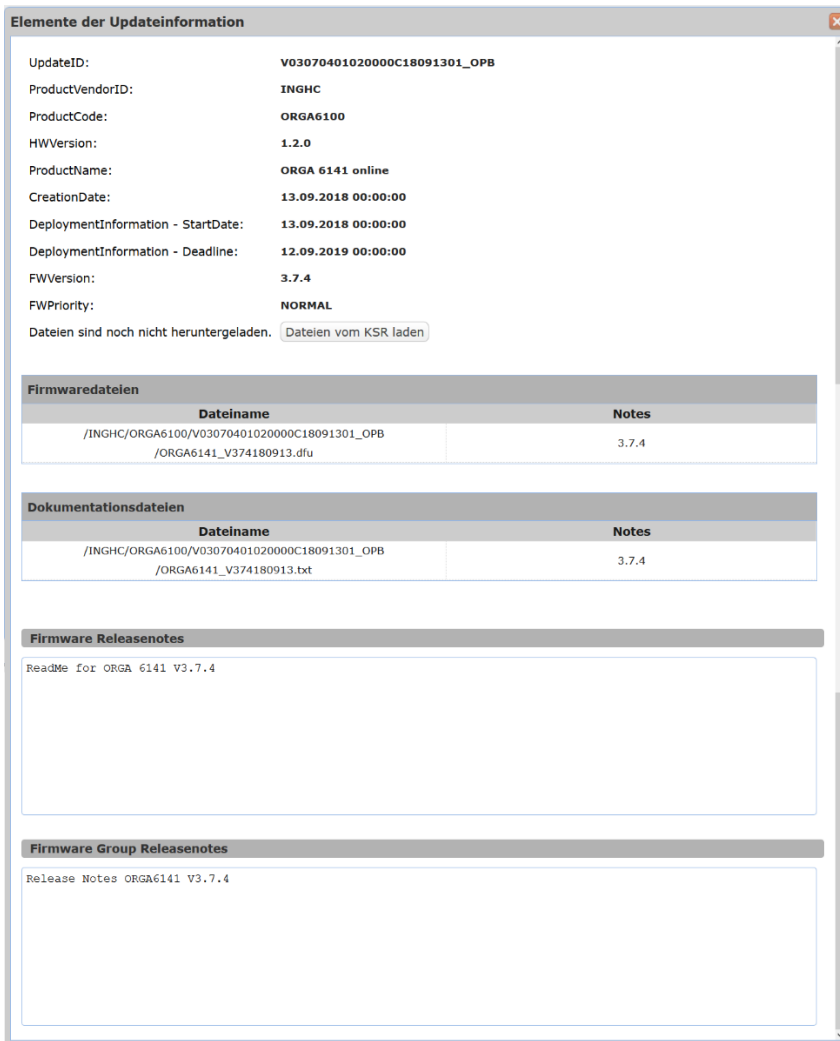 Elemente der Updateinformation
UpdateID: V03070401020000C18091301_OPB
ProductVendorID: INGHC
ProductCode: ORGA6100
HWVersion: 1.2.0
ProductName: ORGA 6141 online
CreationDate: 13.09.2018 00:00:00
DeploymentInformation - StartDate: 13.09.2018 00:00:00
DeploymentInformation - Deadline: 12.09.2019 00:00:00
FWVersion: 3.7.4
FWPriority: NORMAL
Dateien sind noch nicht heruntergeladen. Dateien vom KSR laden
Firmwaredateien
Dateiname Notes
/INGHC/ORGA6100/V03070401020000C18091301_OPB
/ORGA6141_V374180913.dfu 3.7.4
Dokumentationsdateien
Dateiname Notes
/INGHC/ORGA6100/V03070401020000C18091301_OPB
/ORGA6141_V374180913.txt 3.7.4
Firmware Releasenotes
ReadMe for ORGA 6141 V3.7.4
Firmware Group Releasenotes
Release Notes ORGA6141 V3.7.4